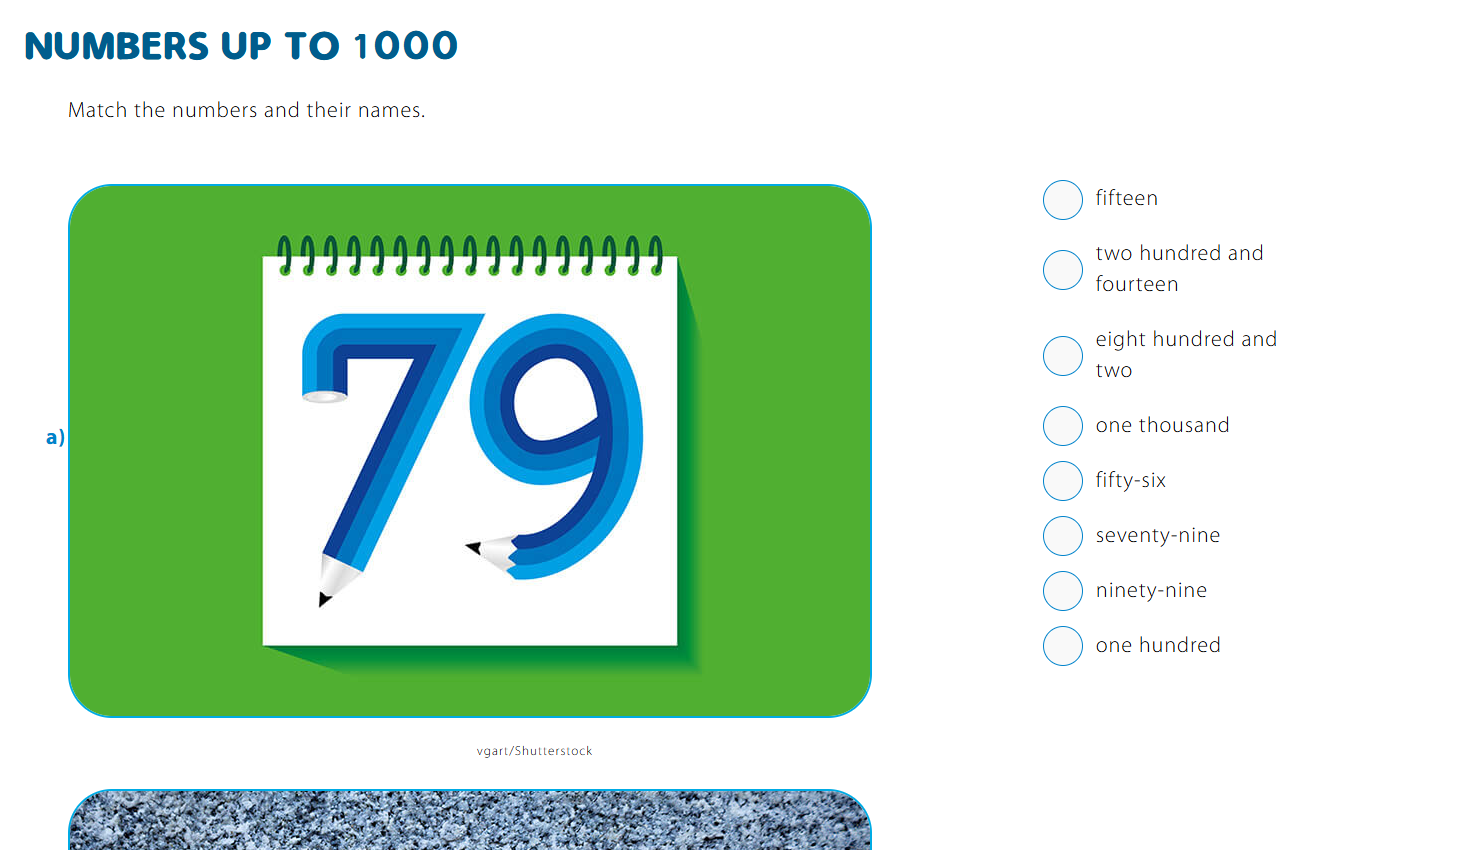 NUMBERS UP TO 1000
Match the numbers and their names.
a)
79
vgart/Shutterstock
fifteen
two hundred and
fourteen
eight hundred and
two
one thousand
fifty-six
seventy-nine
ninety-nine
one hundred